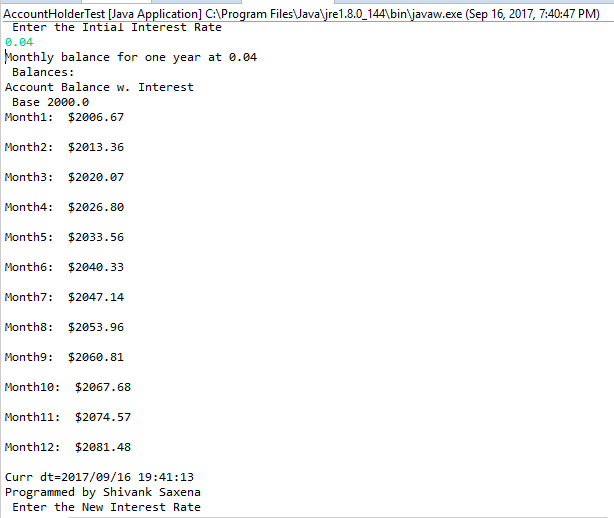 AccountHolderTest [Java Application] C:\Program Files\Java\jre1.8.0_144\bin\javaw.exe (Sep 16, 2017, 7:40:47 PM)
Enter the Intial Interest Rate
0.04
Monthly balance for one year at 0.04
Balances:
Account Balance w. Interest
Base 2000.0
Month1:  $2006.67
Month2:  $2013.36
Month3:  $2020.07
Month4:  $2026.80
Month5:  $2033.56
Month6:  $2040.33
Month7:  $2047.14
Month8:  $2053.96
Month9:  $2060.81
Month10:  $2067.68
Month11:  $2074.57
Month12:  $2081.48
Curr dt=2017/09/16 19:41:13
Programmed by Shivank Saxena
Enter the New Interest Rate